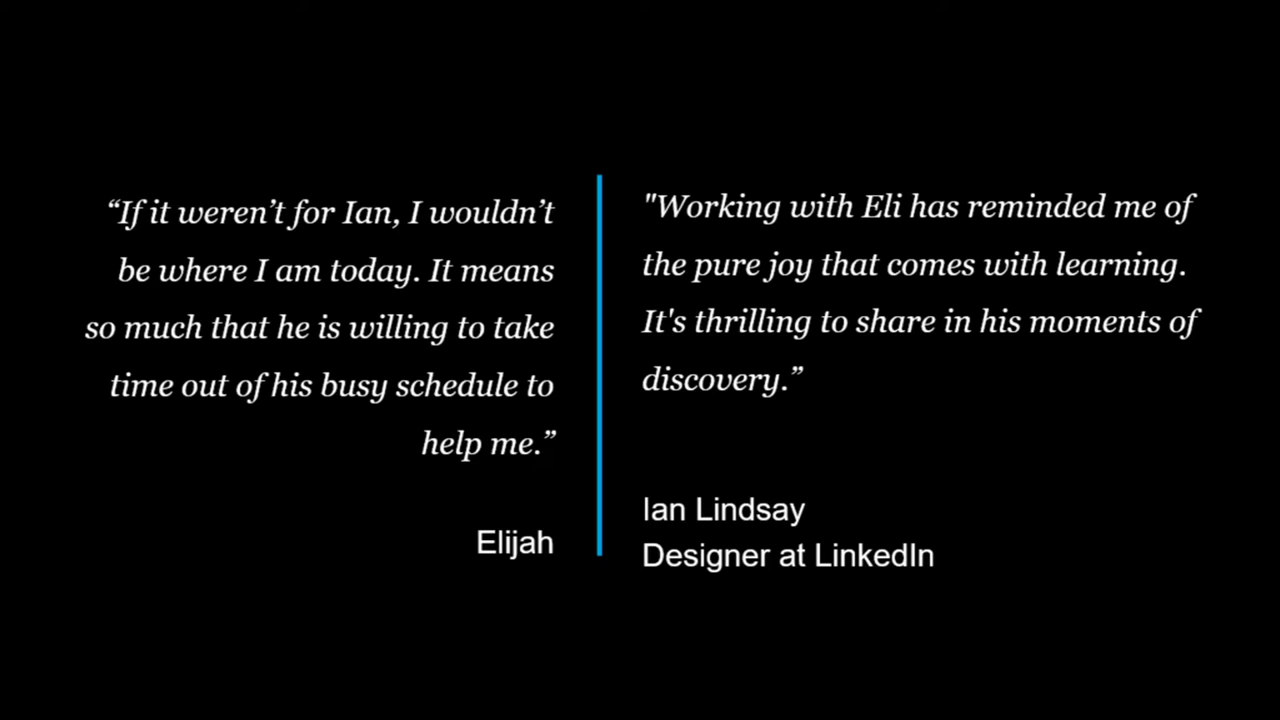 “If it weren’t for Ian, I wouldn’t
be where I am today. It means
so much that he is willing to take
time out of his busy schedule to
help me.”
Elijah
"Working with Eli has reminded me of
the pure joy that comes with learning.
It's thrilling to share in his moments of
discovery.”
Ian Lindsay
Designer at LinkedIn